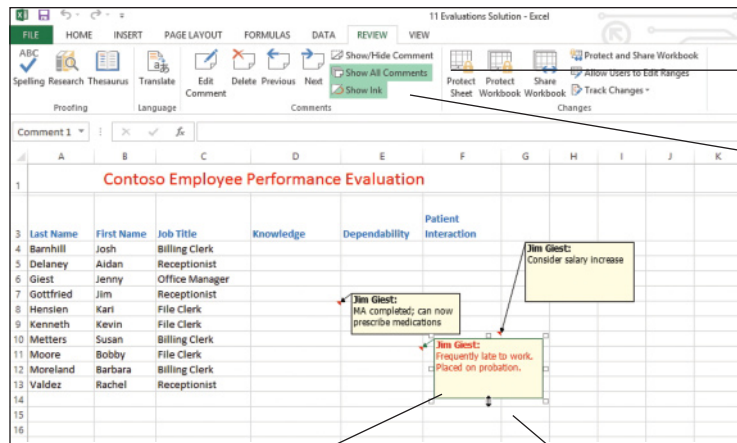 11 Evaluations Solution - Excel
FILE HOME INSERT PAGE LAYOUT FORMULAS DATA REVIEW VIEW
ABC
Spelling Research Thesaurus Translate Edit Comment Delete Previous Next Show/Hide Comment Show All Comments Show Ink Protect Sheet Protect Workbook Share Workbook Protect and Share Workbook Allow Users to Edit Ranges Track Changes
Proofing Language Comments Changes
Comment 1 fx
A B C D E F G H I J K
1 Contoso Employee Performance Evaluation
Patient
3 Last Name First Name Job Title Knowledge Dependability Interaction
4 Barnhill Josh Billing Clerk
5 Delaney Aidan Receptionist
6 Giest Jenny Office Manager
7 Gottfried Jim Receptionist
8 Hensien Kari File Clerk
9 Kenneth Kevin File Clerk
10 Metters Susan Billing Clerk
11 Moore Bobby File Clerk
12 Moreland Barbara Billing Clerk
13 Valdez Rachel Receptionist
14
15
16
Jim Giest:
Consider salary increase
Jim Giest:
MA completed; can now
prescribe medications
Jim Giest:
Frequently late to work.
Placed on probation.